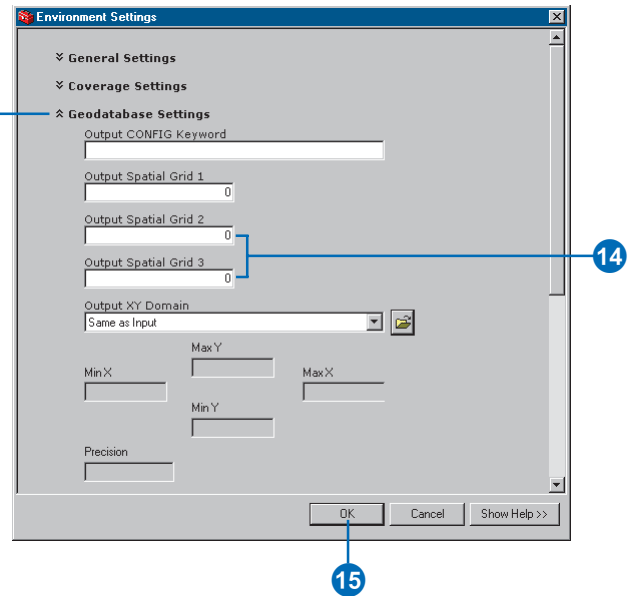 Environment Settings
General Settings
Coverage Settings
Geodatabase Settings
Output CONFIG Keyword
Output Spatial Grid 1
0
Output Spatial Grid 2
0
14
Output Spatial Grid 3
0
Output XY Domain
Same as Input
Max Y
Min X
Max X
Min Y
Precision
OK
Cancel
Show Help >>
15